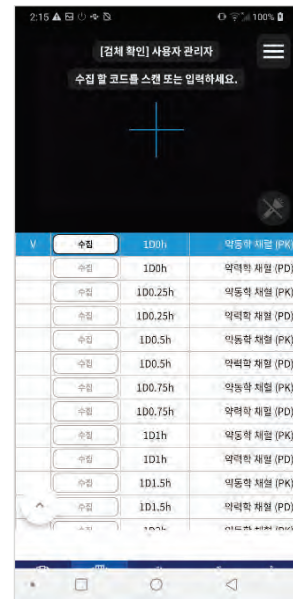 2:15 100%
[검체 확인] 사용자 관리자
수집 할 코드를 스캔 또는 입력하세요.
V 수집 1D0h 약동학 채혈 (PK)
수집 1D0h 약력학 채혈 (PD)
수집 1D0.25h 약동학 채혈 (PK)
수집 1D0.25h 약력학 채혈 (PD)
수집 1D0.5h 약동학 채혈 (PK)
수집 1D0.5h 약력학 채혈 (PD)
수집 1D0.75h 약동학 채혈 (PK)
수집 1D0.75h 약력학 채혈 (PD)
수집 1D1h 약동학 채혈 (PK)
수집 1D1h 약력학 채혈 (PD)
수집 1D1.5h 약동학 채혈 (PK)
수집 1D1.5h 약력학 채혈 (PD)